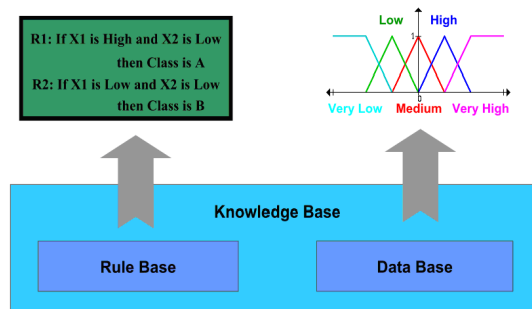 R1: If X1 is High and X2 is Low
then Class is A
R2: If X1 is Low and X2 is Low
then Class is B
Low High
1
0
Very Low Medium Very High
Knowledge Base
Rule Base
Data Base